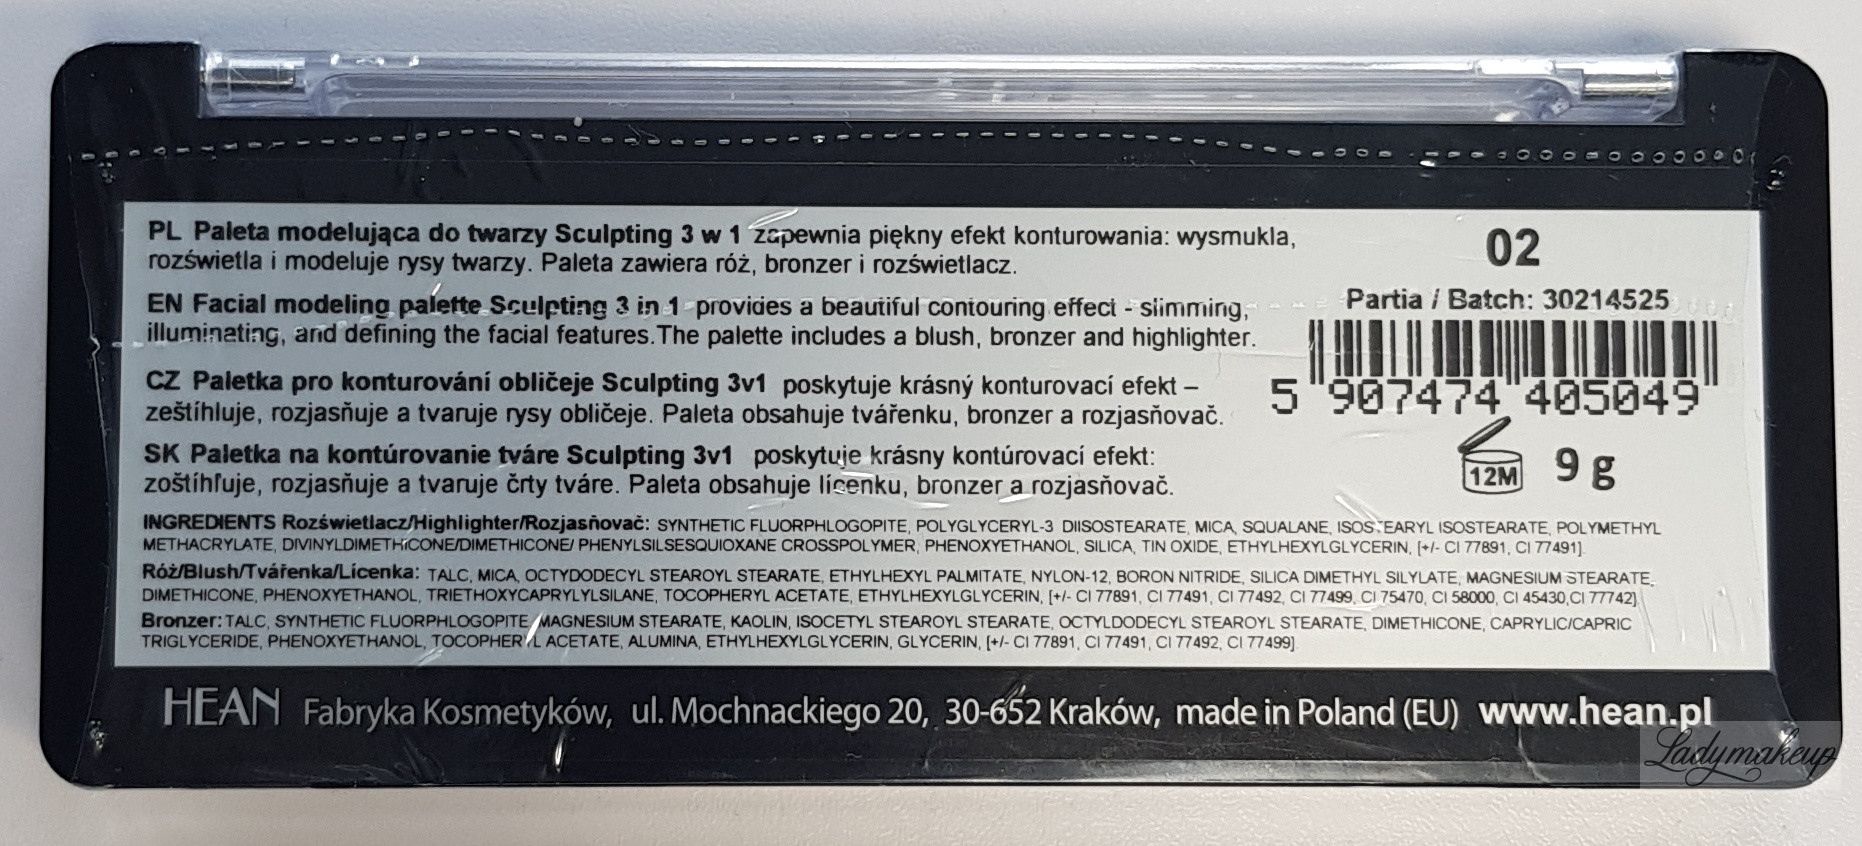 PL Paleta modelująca do twarzy Sculpting 3 w 1 zapewnia piękny efekt konturowania: wysmukla,
rozświetla i modeluje rysy twarzy. Paleta zawiera róż, bronzer i rozświetlacz.
EN Facial modeling palette Sculpting 3 in 1 provides a beautiful contouring effect - slimming,
illuminating, and defining the facial features.The palette includes a blush, bronzer and highlighter.
CZ Paletka pro konturování obličeje Sculpting 3v1 poskytuje krásný konturovací efekt –
zeštíhluje, rozjasňuje a tvaruje rysy obličeje. Paleta obsahuje tvářenku, bronzer a rozjasňovač.
SK Paletka na kontúrovanie tváre Sculpting 3v1 poskytuje krásny kontúrovací efekt:
zoštíhľuje, rozjasňuje a tvaruje črty tváre. Paleta obsahuje lícenku, bronzer a rozjasňovač.
02
Partia / Batch: 30214525
5 907474 405049
12M 9 g
INGREDIENTS Rozświetlacz/Highlighter/Rozjasňovač: SYNTHETIC FLUORPHLOGOPITE, POLYGLYCERYL-3 DIISOSTEARATE, MICA, SQUALANE, ISOSTEARYL ISOSTEARATE, POLYMETHYL
METHACRYLATE, DIVINYLDIMETHICONE/DIMETHICONE/ PHENYLSILSESQUIOXANE CROSSPOLYMER, PHENOXYETHANOL, SILICA, TIN OXIDE, ETHYLHEXYLGLYCERIN, [+/- CI 77891, CI 77491].
Róż/Blush/Tvářenka/Lícenka: TALC, MICA, OCTYDODECYL STEAROYL STEARATE, ETHYLHEXYL PALMITATE, NYLON-12, BORON NITRIDE, SILICA DIMETHYL SILYLATE, MAGNESIUM STEARATE,
DIMETHICONE, PHENOXYETHANOL, TRIETHOXYCAPRYLYLSILANE, TOCOPHERYL ACETATE, ETHYLHEXYLGLYCERIN, [+/- CI 77891, CI 77491, CI 77492, CI 77499, CI 75470, CI 58000, CI 45430,CI 77742].
Bronzer: TALC, SYNTHETIC FLUORPHLOGOPITE, MAGNESIUM STEARATE, KAOLIN, ISOCETYL STEAROYL STEARATE, OCTYLDODECYL STEAROYL STEARATE, DIMETHICONE, CAPRYLIC/CAPRIC
TRIGLYCERIDE, PHENOXYETHANOL, TOCOPHERYL ACETATE, ALUMINA, ETHYLHEXYLGLYCERIN, GLYCERIN, [+/- CI 77891, CI 77491, CI 77492, CI 77499].
HEAN Fabryka Kosmetyków, ul. Mochnackiego 20, 30-652 Kraków, made in Poland (EU) www.hean.pl
Ladymakeup